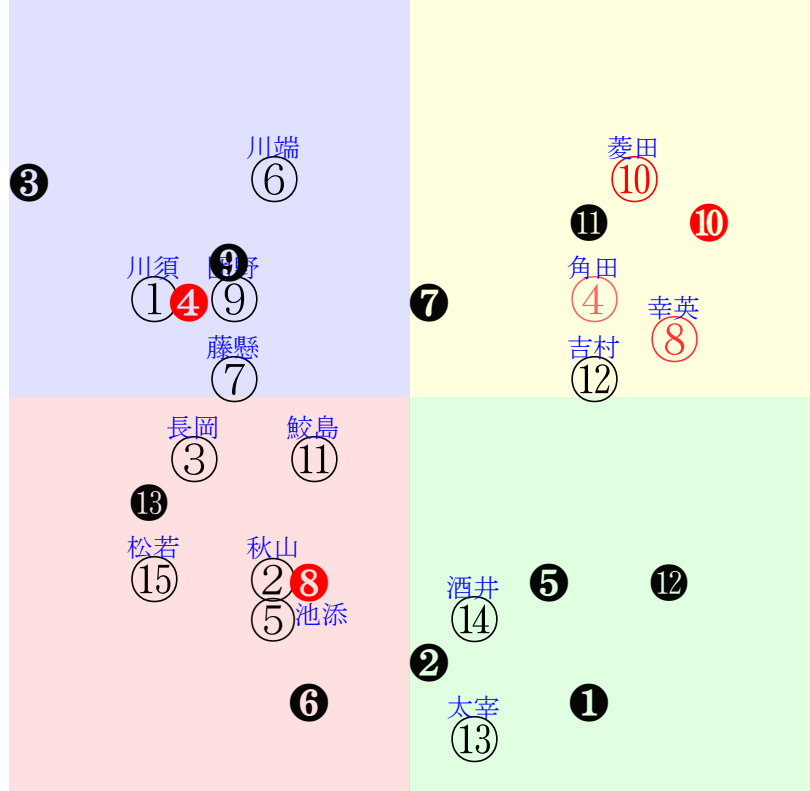 川端
⑥
菱田
⑩
❸
⓫
❿
❾
川須
①
❹
野
⑨
❼
角田
④
幸英
⑧
藤懸
⑦
吉村
⑫
長岡
③
鮫島
⑪
⓭
松若
⑮
秋山
②
❽
⑤
池添
酒井
⑭
❺
⓬
❷
❻
❶
太宰
⑬